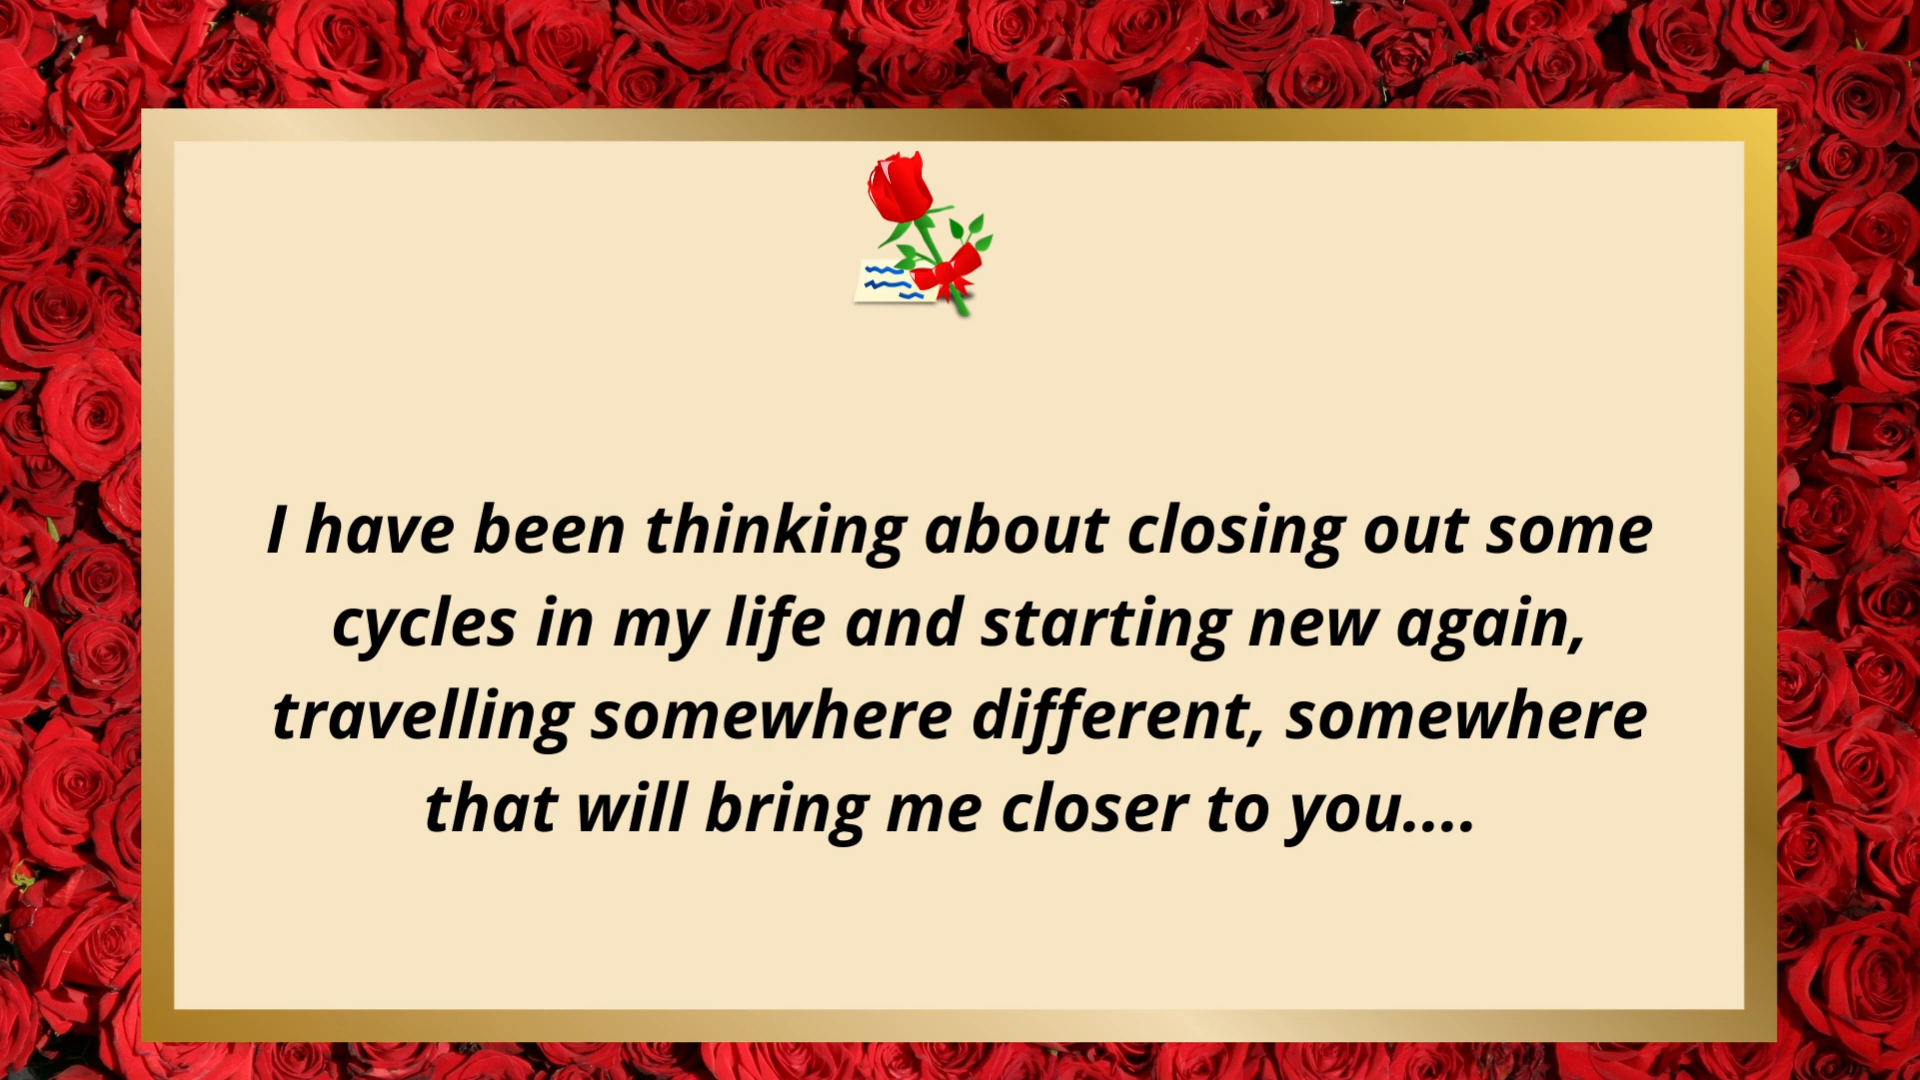 I have been thinking about closing out some
cycles in my life and starting new again,
travelling somewhere different, somewhere
that will bring me closer to you....